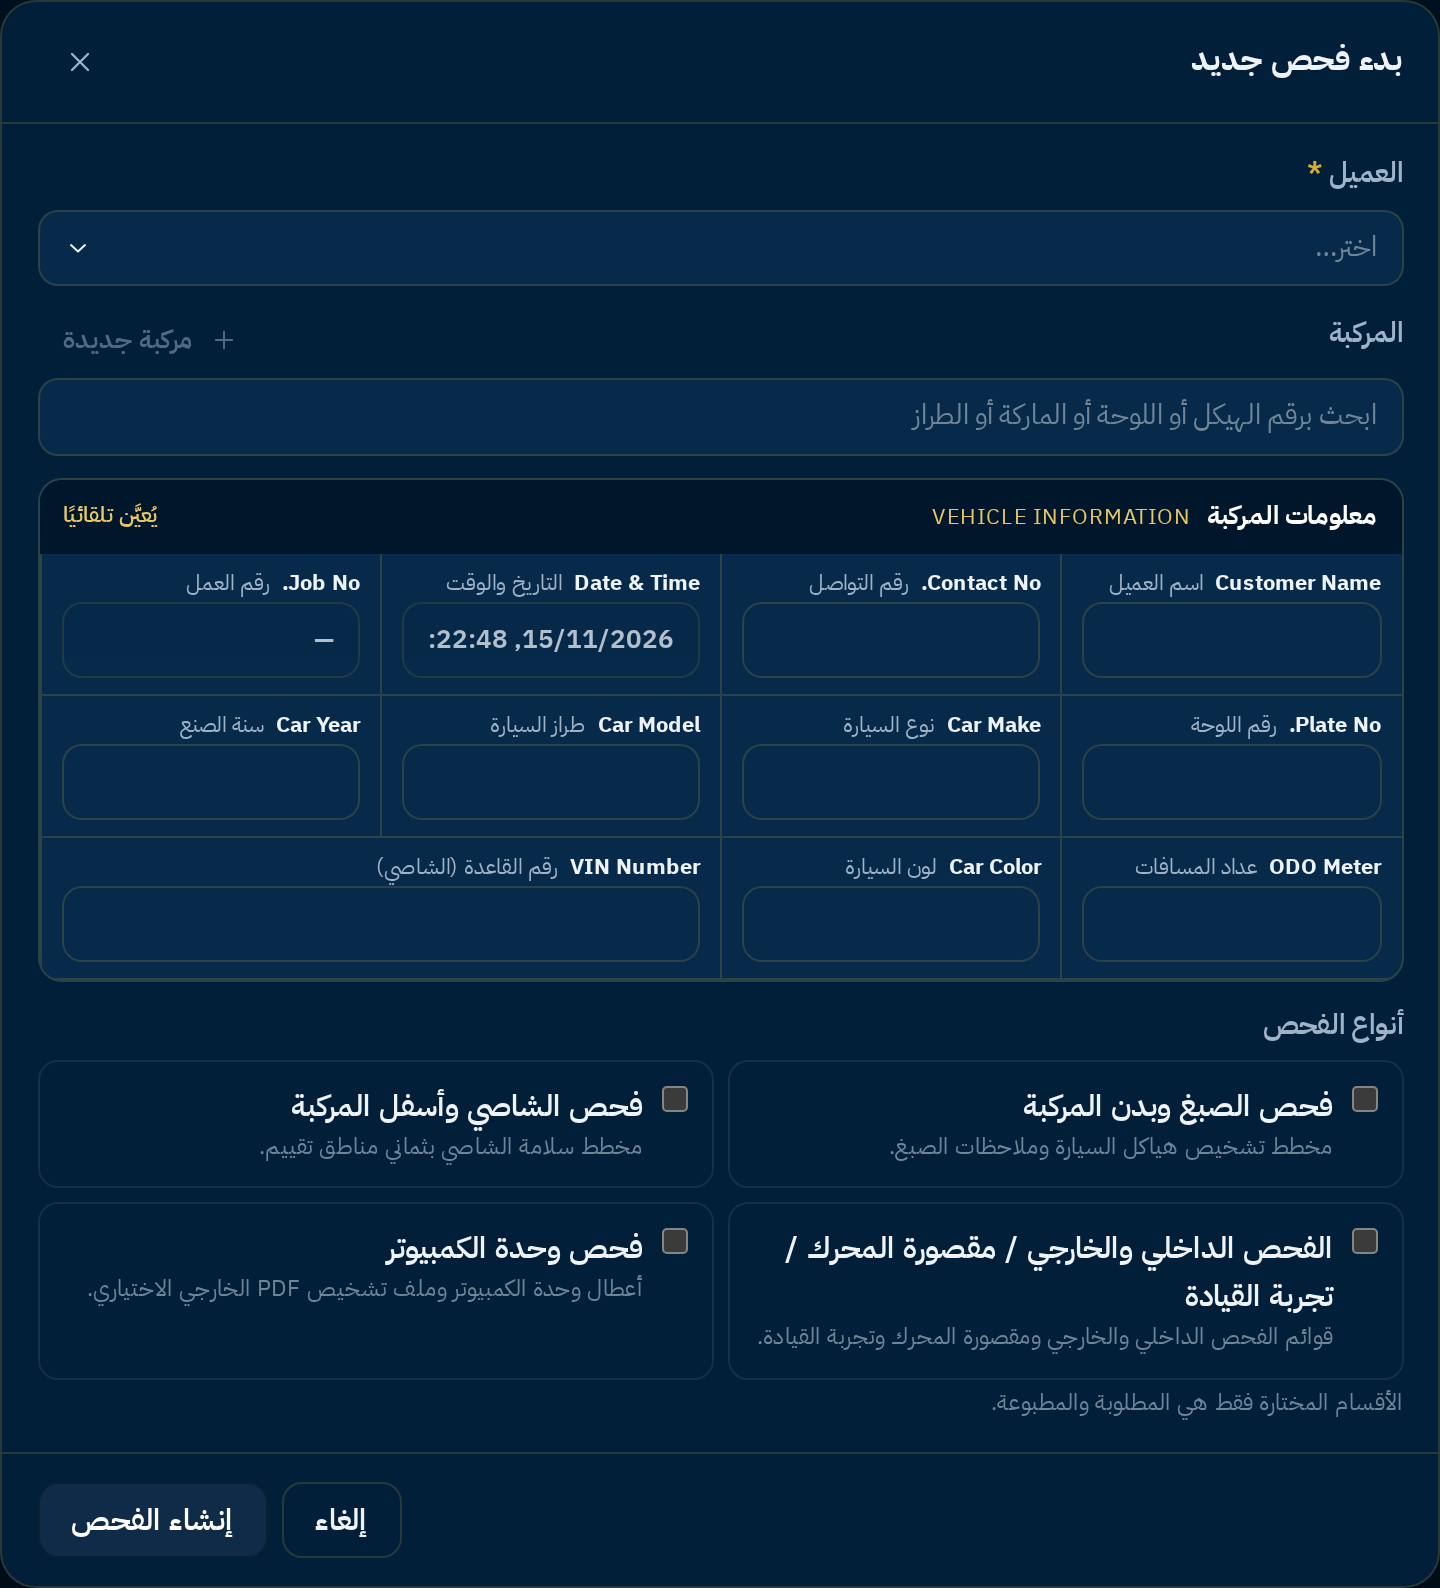 بدء فحص جديد
العميل *
اختر...
المركبة
+ مركبة جديدة
ابحث برقم الهيكل أو اللوحة أو الماركة أو الطراز
معلومات المركبة VEHICLE INFORMATION
يُعيَّن تلقائيًا
Customer Name اسم العميل
Contact No. رقم التواصل
Date & Time التاريخ والوقت
15/11/2026, 22:48:
Job No. رقم العمل
—
Plate No. رقم اللوحة
Car Make نوع السيارة
Car Model طراز السيارة
Car Year سنة الصنع
ODO Meter عداد المسافات
Car Color لون السيارة
VIN Number رقم القاعدة (الشاصي)
أنواع الفحص
فحص الصبغ وبدن المركبة
مخطط تشخيص هياكل السيارة وملاحظات الصبغ.
فحص الشاصي وأسفل المركبة
مخطط سلامة الشاصي بثماني مناطق تقييم.
الفحص الداخلي والخارجي / مقصورة المحرك /
تجربة القيادة
قوائم الفحص الداخلي والخارجي ومقصورة المحرك وتجربة القيادة.
فحص وحدة الكمبيوتر
أعطال وحدة الكمبيوتر وملف تشخيص PDF الخارجي الاختياري.
الأقسام المختارة فقط هي المطلوبة والمطبوعة.
إلغاء
إنشاء الفحص